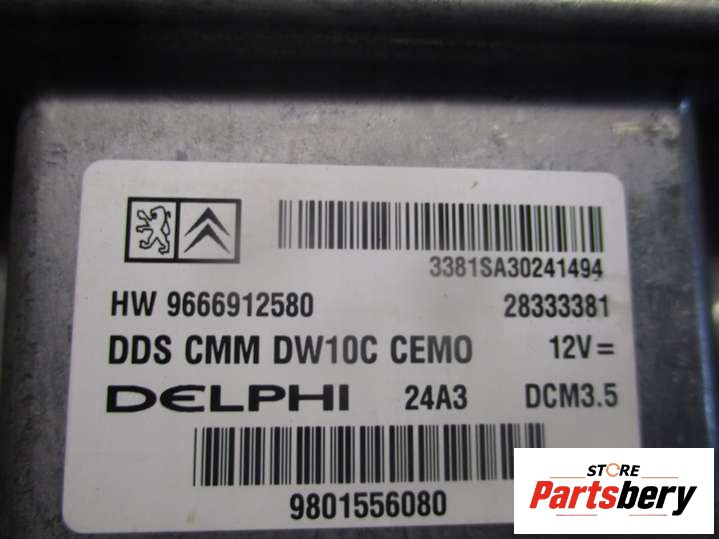 3381SA30241494
HW 9666912580 28333381
DDS CMM DW10C CEMO 12V =
DELPHI 24A3 DCM3.5
9801556080
STORE
Partsbery